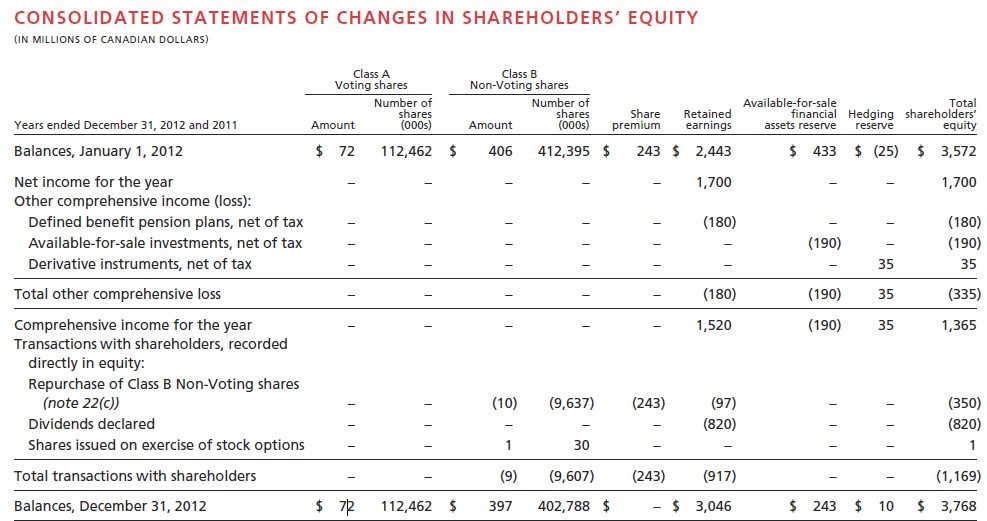 CONSOLIDATED STATEMENTS OF CHANGES IN SHAREHOLDERS' EQUITY
(IN MILLIONS OF CANADIAN DOLLARS)
Class A Class B
Voting shares Non-Voting shares
Number of Number of Available-for-sale Total
shares shares Share Retained financial Hedging shareholders'
Years ended December 31, 2012 and 2011 Amount (000s) Amount (000s) premium earnings assets reserve reserve equity
Balances, January 1, 2012 $ 72 112,462 $ 406 412,395 $ 243 $ 2,443 $ 433 $ (25) $ 3,572
Net income for the year – – – – – 1,700 – – 1,700
Other comprehensive income (loss):
Defined benefit pension plans, net of tax – – – – – (180) – – (180)
Available-for-sale investments, net of tax – – – – – – (190) – (190)
Derivative instruments, net of tax – – – – – – – 35 35
Total other comprehensive loss – – – – – (180) (190) 35 (335)
Comprehensive income for the year – – – – – 1,520 (190) 35 1,365
Transactions with shareholders, recorded
directly in equity:
Repurchase of Class B Non-Voting shares
(note 22(c)) – – (10) (9,637) (243) (97) – – (350)
Dividends declared – – – – – (820) – – (820)
Shares issued on exercise of stock options – – 1 30 – – – – 1
Total transactions with shareholders – – (9) (9,607) (243) (917) – – (1,169)
Balances, December 31, 2012 $ 72 112,462 $ 397 402,788 $ – $ 3,046 $ 243 $ 10 $ 3,768